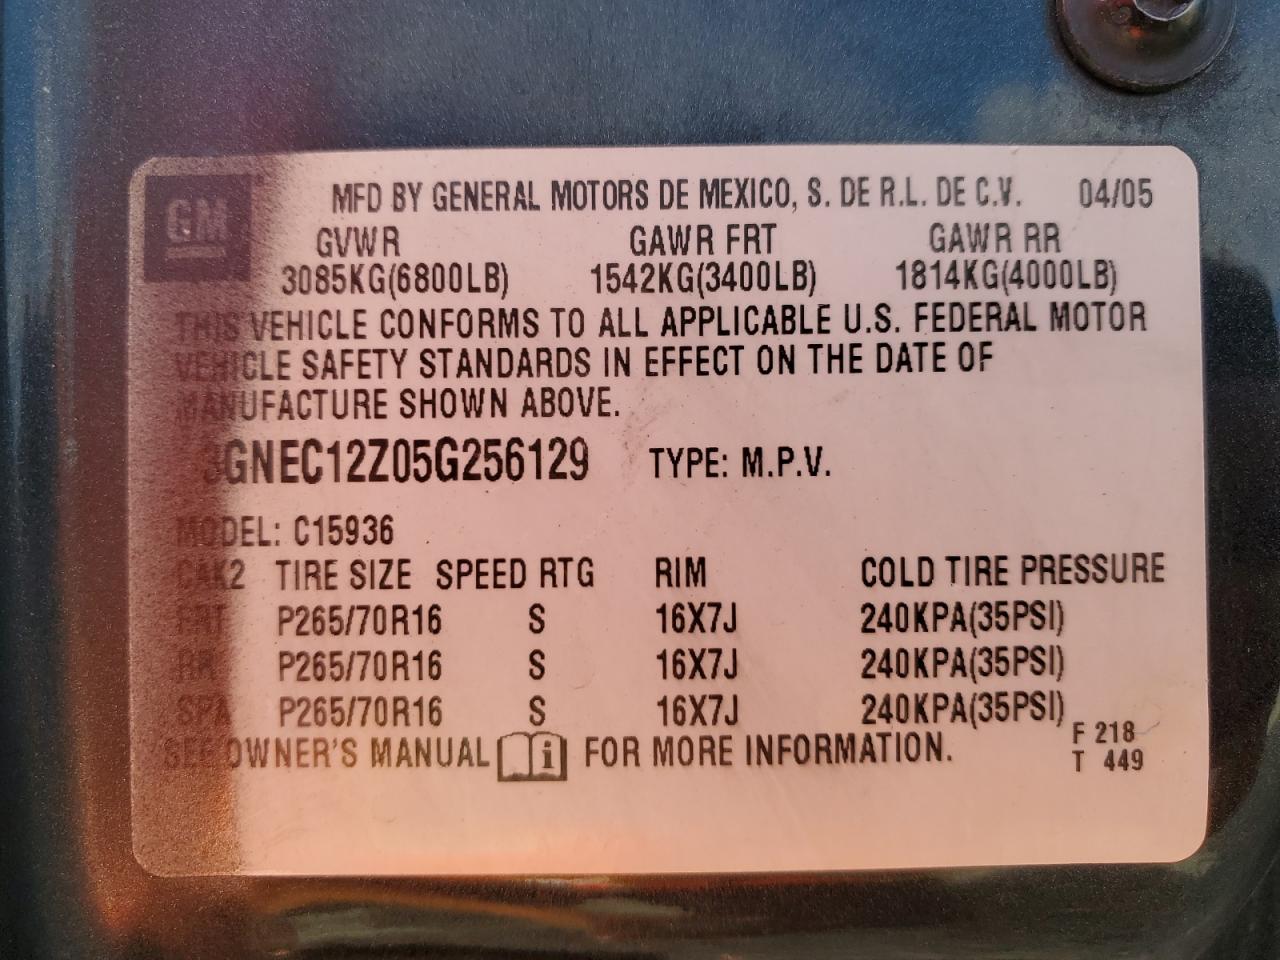 GM
MFD BY GENERAL MOTORS DE MEXICO, S. DE R.L. DE C.V. 04/05
GVWR GAWR FRT GAWR RR
3085KG(6800LB) 1542KG(3400LB) 1814KG(4000LB)
THIS VEHICLE CONFORMS TO ALL APPLICABLE U.S. FEDERAL MOTOR
VEHICLE SAFETY STANDARDS IN EFFECT ON THE DATE OF
MANUFACTURE SHOWN ABOVE.
3GNEC12Z05G256129 TYPE: M.P.V.
MODEL: C15936
CAK2 TIRE SIZE SPEED RTG RIM COLD TIRE PRESSURE
FRT P265/70R16 S 16X7J 240KPA(35PSI)
RR P265/70R16 S 16X7J 240KPA(35PSI)
SPA P265/70R16 S 16X7J 240KPA(35PSI)
SEE OWNER'S MANUAL i FOR MORE INFORMATION.
F 218
T 449